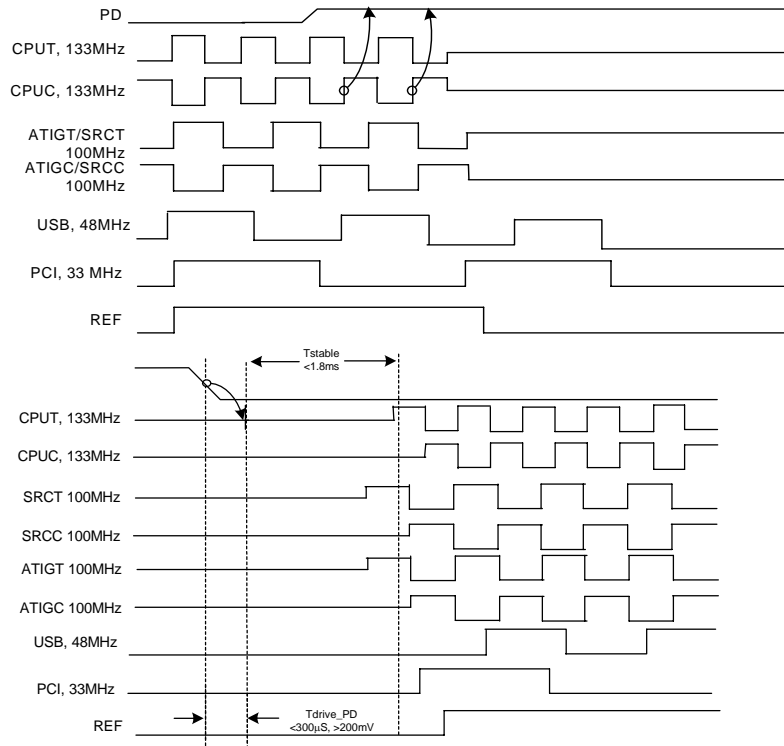 PD
CPUT, 133MHz
CPUC, 133MHz
ATIGT/SRCT
100MHz
ATIGC/SRCC
100MHz
USB, 48MHz
PCI, 33 MHz
REF
Tstable
<1.8ms
CPUT, 133MHz
CPUC, 133MHz
SRCT 100MHz
SRCC 100MHz
ATIGT 100MHz
ATIGC 100MHz
USB, 48MHz
PCI, 33MHz
Tdrive_PD
<300µS, >200mV
REF